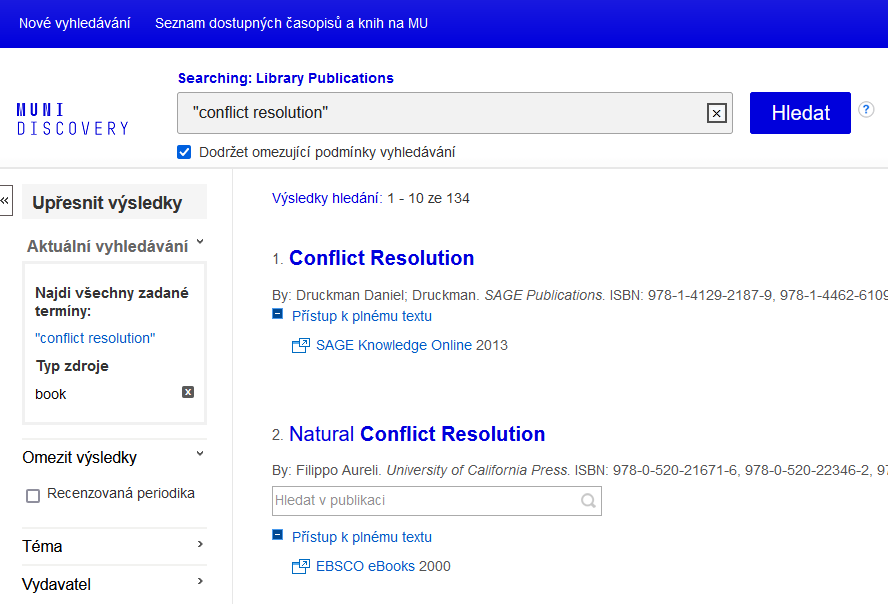 Nové vyhledávání Seznam dostupných časopisů a knih na MU
Searching: Library Publications
MUNI
DISCOVERY
"conflict resolution"
Hledat
?
Dodržet omezující podmínky vyhledávání
«
Upřesnit výsledky
Aktuální vyhledávání
Najdi všechny zadané
termíny:
"conflict resolution"
Typ zdroje
book
Omezit výsledky
Recenzovaná periodika
Téma
Vydavatel
Výsledky hledání: 1 - 10 ze 134
1. Conflict Resolution
By: Druckman Daniel; Druckman. SAGE Publications. ISBN: 978-1-4129-2187-9, 978-1-4462-6109
Přístup k plnému textu
SAGE Knowledge Online 2013
2. Natural Conflict Resolution
By: Filippo Aureli. University of California Press. ISBN: 978-0-520-21671-6, 978-0-520-22346-2, 97
Hledat v publikaci
Přístup k plnému textu
EBSCO eBooks 2000